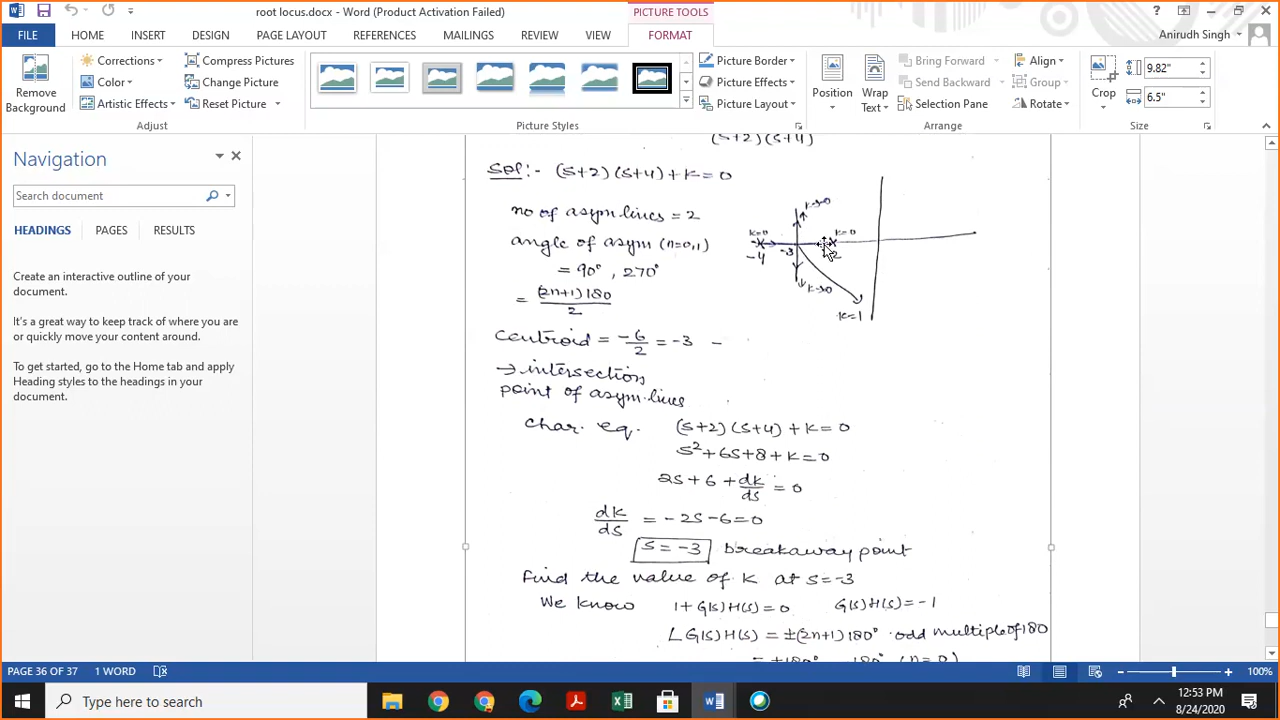 root locus.docx - Word (Product Activation Failed)
PICTURE TOOLS
FILE HOME INSERT DESIGN PAGE LAYOUT REFERENCES MAILINGS REVIEW VIEW FORMAT
Anirudh Singh
Remove Background
Corrections
Color
Artistic Effects
Compress Pictures
Change Picture
Reset Picture
Adjust
Picture Styles
Picture Border
Picture Effects
Picture Layout
Position
Wrap Text
Bring Forward
Send Backward
Selection Pane
Align
Group
Rotate
Arrange
Crop
9.82"
6.5"
Size
Navigation
Search document
HEADINGS PAGES RESULTS
Create an interactive outline of your
document.
It's a great way to keep track of where you are
or quickly move your content around.
To get started, go to the Home tab and apply
Heading styles to the headings in your
document.
(s+2)(s+4)
Sol:- (s+2)(s+4)+k=0
no of asym.lines = 2
angle of asym (n=0,1)
= 90°, 270°
= (2n+1)180
2
k=0
-4
-3
k=0
k=1
centroid = -6/2 = -3 -
→ intersection
point of asym.lines
char. eq. (s+2)(s+4)+k=0
s²+6s+8+k=0
2s+6+dk/ds=0
dk/ds = -2s-6=0
s=-3 breakaway point
Find the value of k at s=-3
We know 1+G(s)H(s)=0 G(s)H(s)=-1
∠G(s)H(s)=±(2n+1)180° odd multiple of 180
PAGE 36 OF 37 1 WORD
100%
Type here to search
12:53 PM
8/24/2020